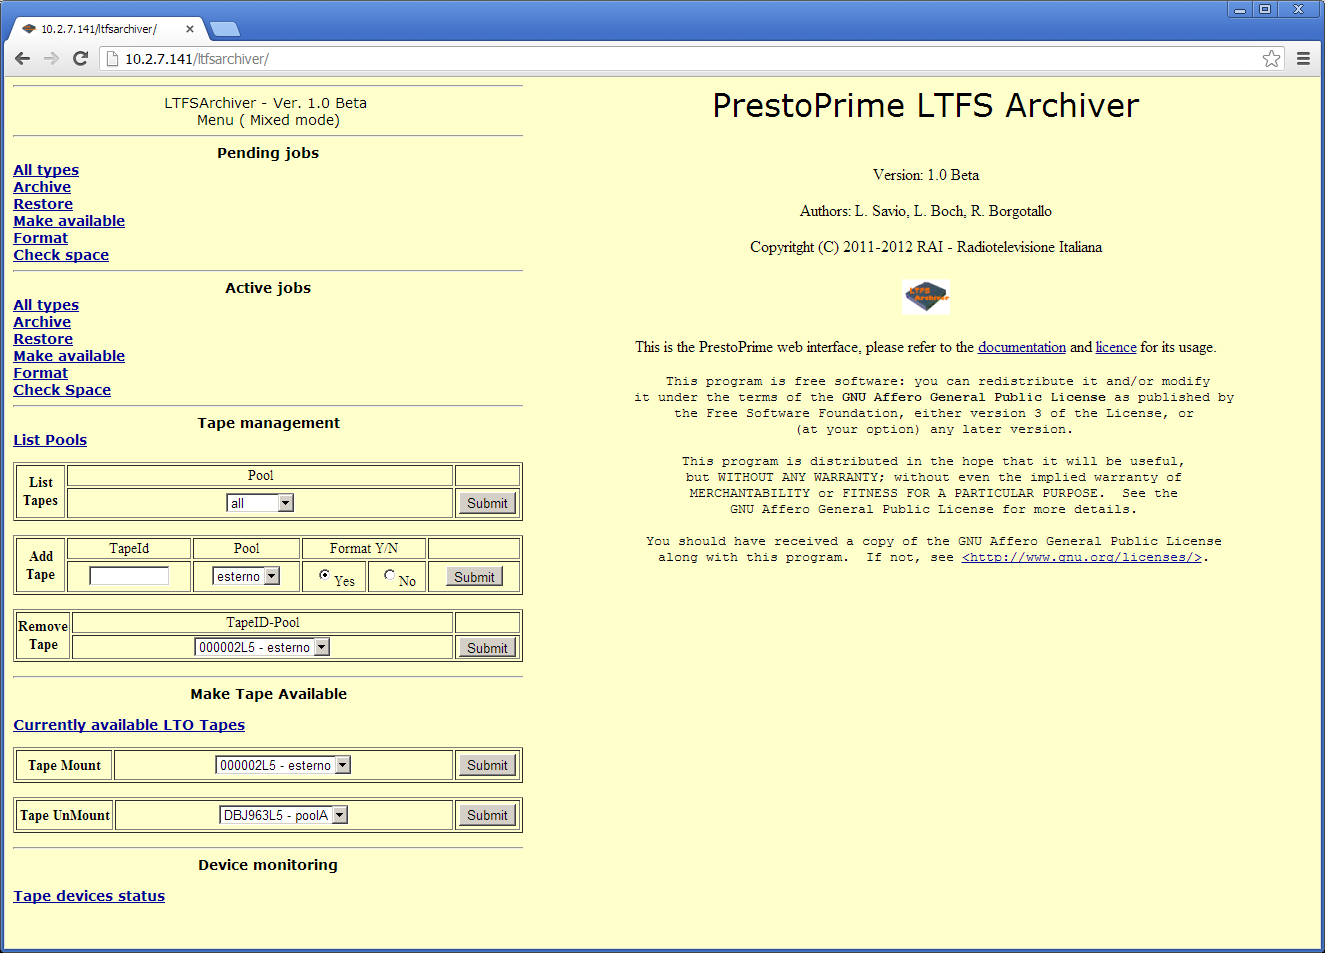 10.2.7.141/ltfsarchiver/
10.2.7.141/ltfsarchiver/
LTFSArchiver - Ver. 1.0 Beta
Menu ( Mixed mode)
Pending jobs
All types
Archive
Restore
Make available
Format
Check space
Active jobs
All types
Archive
Restore
Make available
Format
Check Space
Tape management
List Pools
List Tapes
Pool
all
Submit
Add Tape
TapeId
Pool
Format Y/N
esterno
Yes
No
Submit
Remove Tape
TapeID-Pool
000002L5 - esterno
Submit
Make Tape Available
Currently available LTO Tapes
Tape Mount
000002L5 - esterno
Submit
Tape UnMount
DBJ963L5 - poolA
Submit
Device monitoring
Tape devices status
PrestoPrime LTFS Archiver
Version: 1.0 Beta
Authors: L. Savio, L. Boch, R. Borgotallo
Copyritght (C) 2011-2012 RAI - Radiotelevisione Italiana
LTFS
Archiver
This is the PrestoPrime web interface, please refer to the documentation and licence for its usage.
This program is free software: you can redistribute it and/or modify
it under the terms of the GNU Affero General Public License as published by
the Free Software Foundation, either version 3 of the License, or
(at your option) any later version.
This program is distributed in the hope that it will be useful,
but WITHOUT ANY WARRANTY; without even the implied warranty of
MERCHANTABILITY or FITNESS FOR A PARTICULAR PURPOSE. See the
GNU Affero General Public License for more details.
You should have received a copy of the GNU Affero General Public License
along with this program. If not, see <http://www.gnu.org/licenses/>.